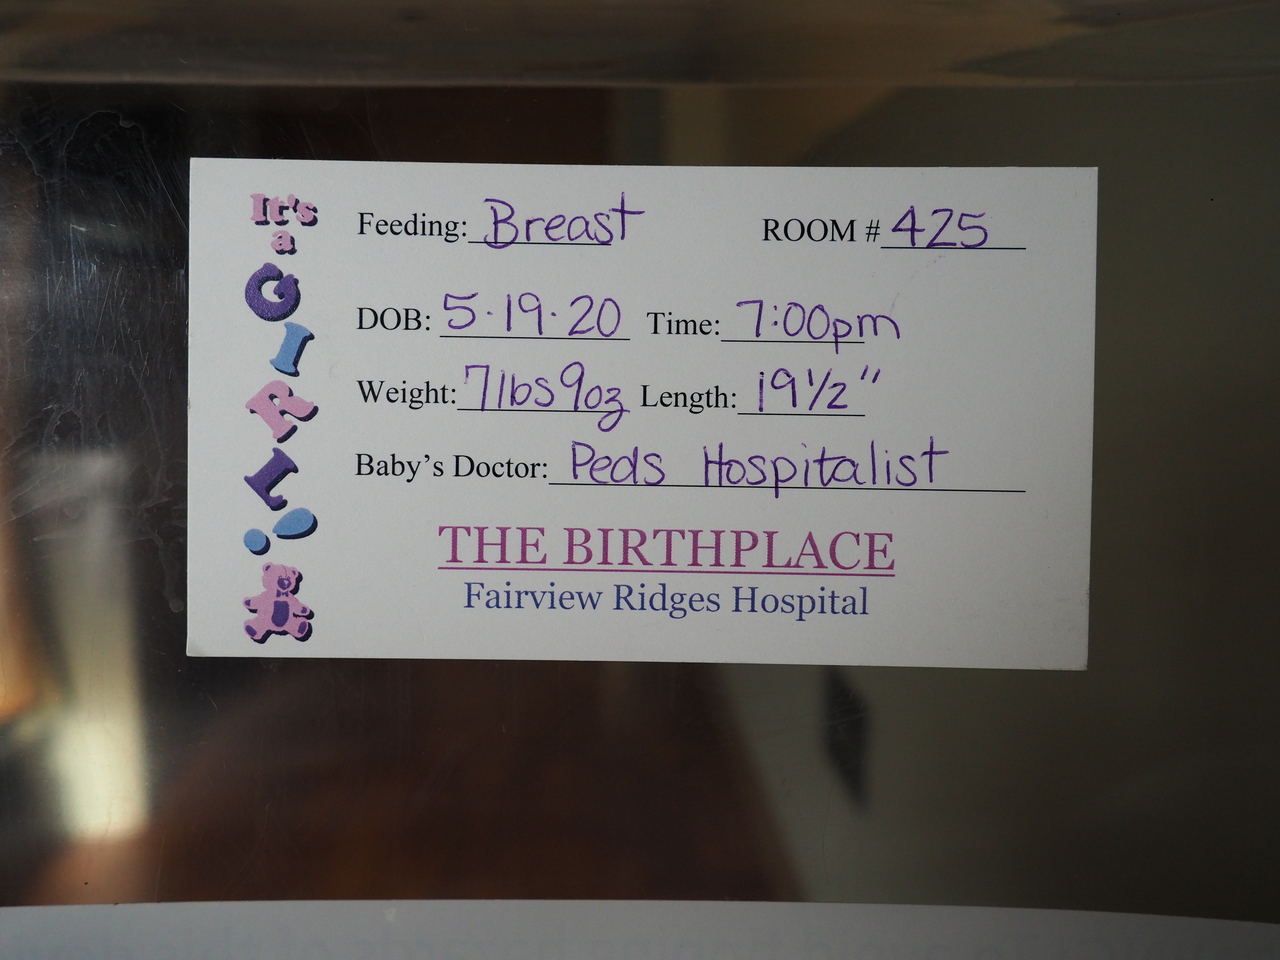 It's
a
GIRL!
Feeding: Breast ROOM # 425
DOB: 5·19·20 Time: 7:00pm
Weight: 7lbs 9oz Length: 19 1/2"
Baby's Doctor: Peds Hospitalist
THE BIRTHPLACE
Fairview Ridges Hospital